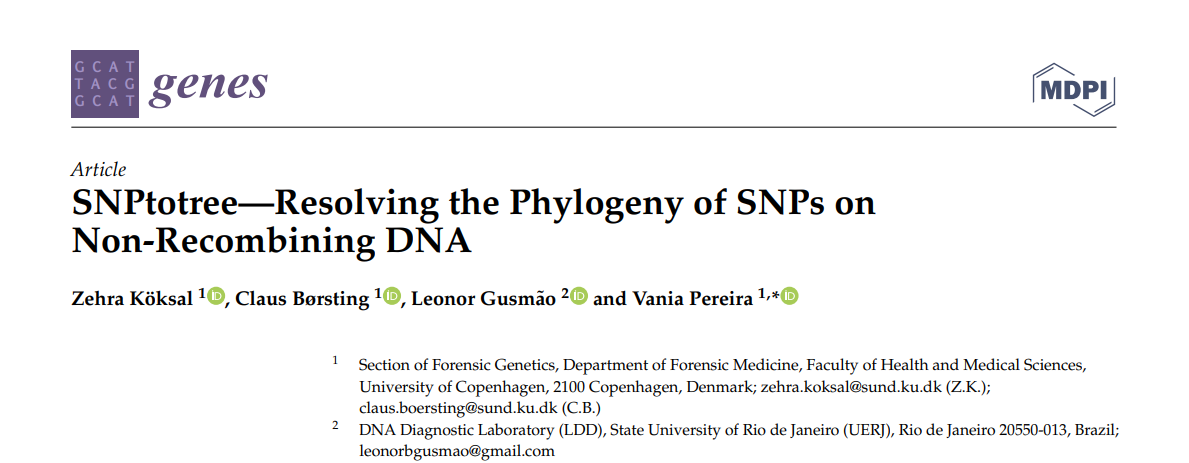 GCAT
TACG
GCAT
genes
MDPI
Article
SNPtotree—Resolving the Phylogeny of SNPs on
Non-Recombining DNA
Zehra Köksal 1 iD, Claus Børsting 1 iD, Leonor Gusmão 2 iD and Vania Pereira 1,* iD
1 Section of Forensic Genetics, Department of Forensic Medicine, Faculty of Health and Medical Sciences,
University of Copenhagen, 2100 Copenhagen, Denmark; zehra.koksal@sund.ku.dk (Z.K.);
claus.boersting@sund.ku.dk (C.B.)
2 DNA Diagnostic Laboratory (LDD), State University of Rio de Janeiro (UERJ), Rio de Janeiro 20550-013, Brazil;
leonorbgusmao@gmail.com